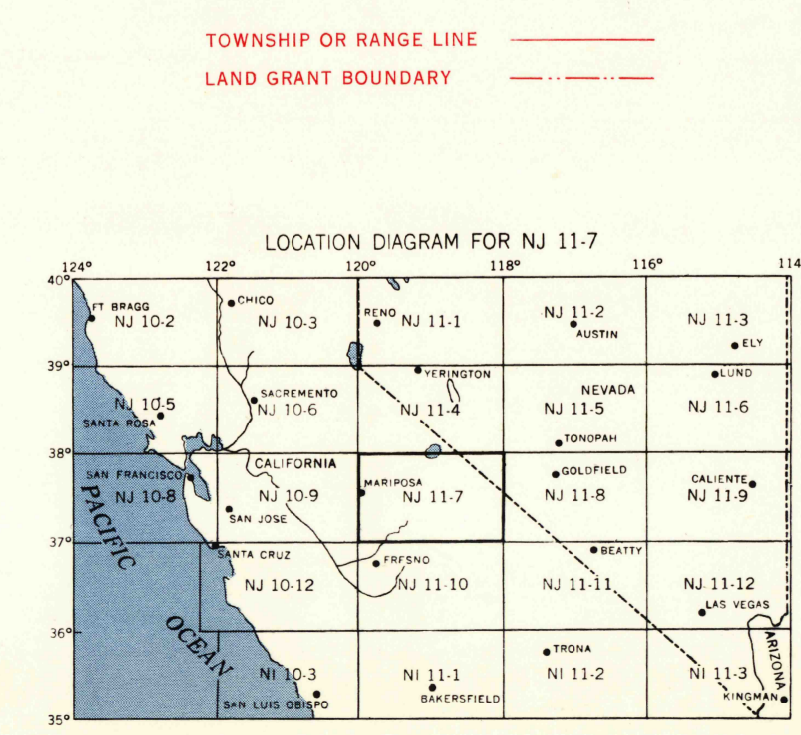 TOWNSHIP OR RANGE LINE
LAND GRANT BOUNDARY
LOCATION DIAGRAM FOR NJ 11-7
124° 122° 120° 118° 116° 114
40°
FT BRAGG
NJ 10-2
CHICO
NJ 10-3
RENO
NJ 11-1
NJ 11-2
AUSTIN
NJ 11-3
ELY
39°
NJ 10-5
SANTA ROSA
SACREMENTO
NJ 10-6
YERINGTON
NJ 11-4
NEVADA
NJ 11-5
TONOPAH
LUND
NJ 11-6
38°
SAN FRANCISCO
NJ 10-8
CALIFORNIA
NJ 10-9
SAN JOSE
MARIPOSA
NJ 11-7
GOLDFIELD
NJ 11-8
CALIENTE
NJ 11-9
PACIFIC
OCEAN
37°
SANTA CRUZ
NJ 10-12
FRESNO
NJ 11-10
BEATTY
NJ 11-11
NJ 11-12
LAS VEGAS
36°
NI 10-3
SAN LUIS OBISPO
NI 11-1
BAKERSFIELD
TRONA
NI 11-2
NI 11-3
ARIZONA
KINGMAN
35°